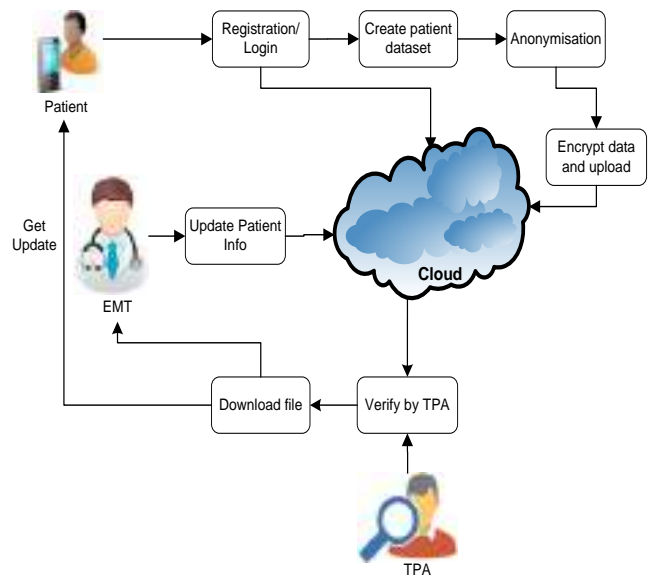 Registration/
Login
Create patient
dataset
Anonymisation
Patient
Encrypt data
and upload
Get
Update
Update Patient
Info
Cloud
EMT
Download file
Verify by TPA
TPA